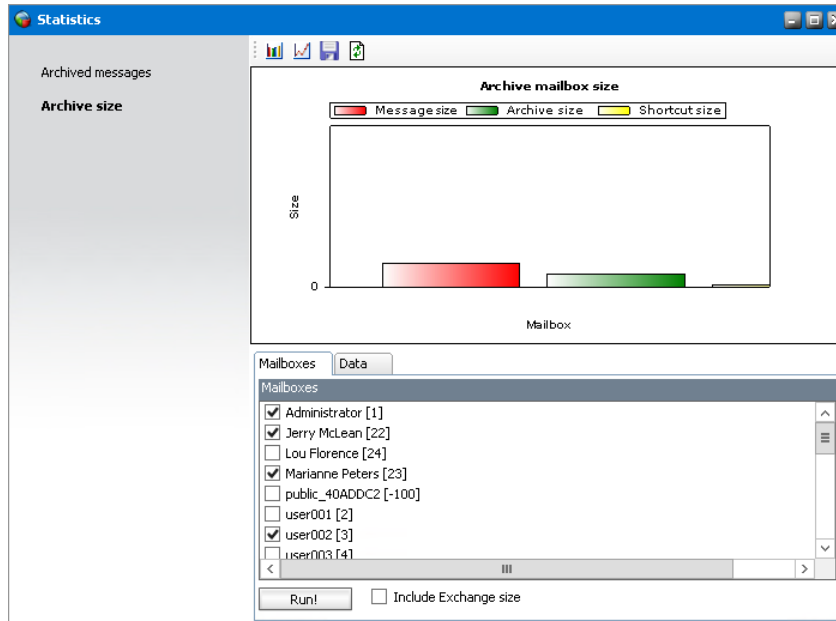 Statistics
Archived messages
Archive size
Archive mailbox size
Message size Archive size Shortcut size
Size
0
Mailbox
Mailboxes Data
Mailboxes
Administrator [1]
Jerry McLean [22]
Lou Florence [24]
Marianne Peters [23]
public_40ADDC2 [-100]
user001 [2]
user002 [3]
user003 [4]
Run! Include Exchange size